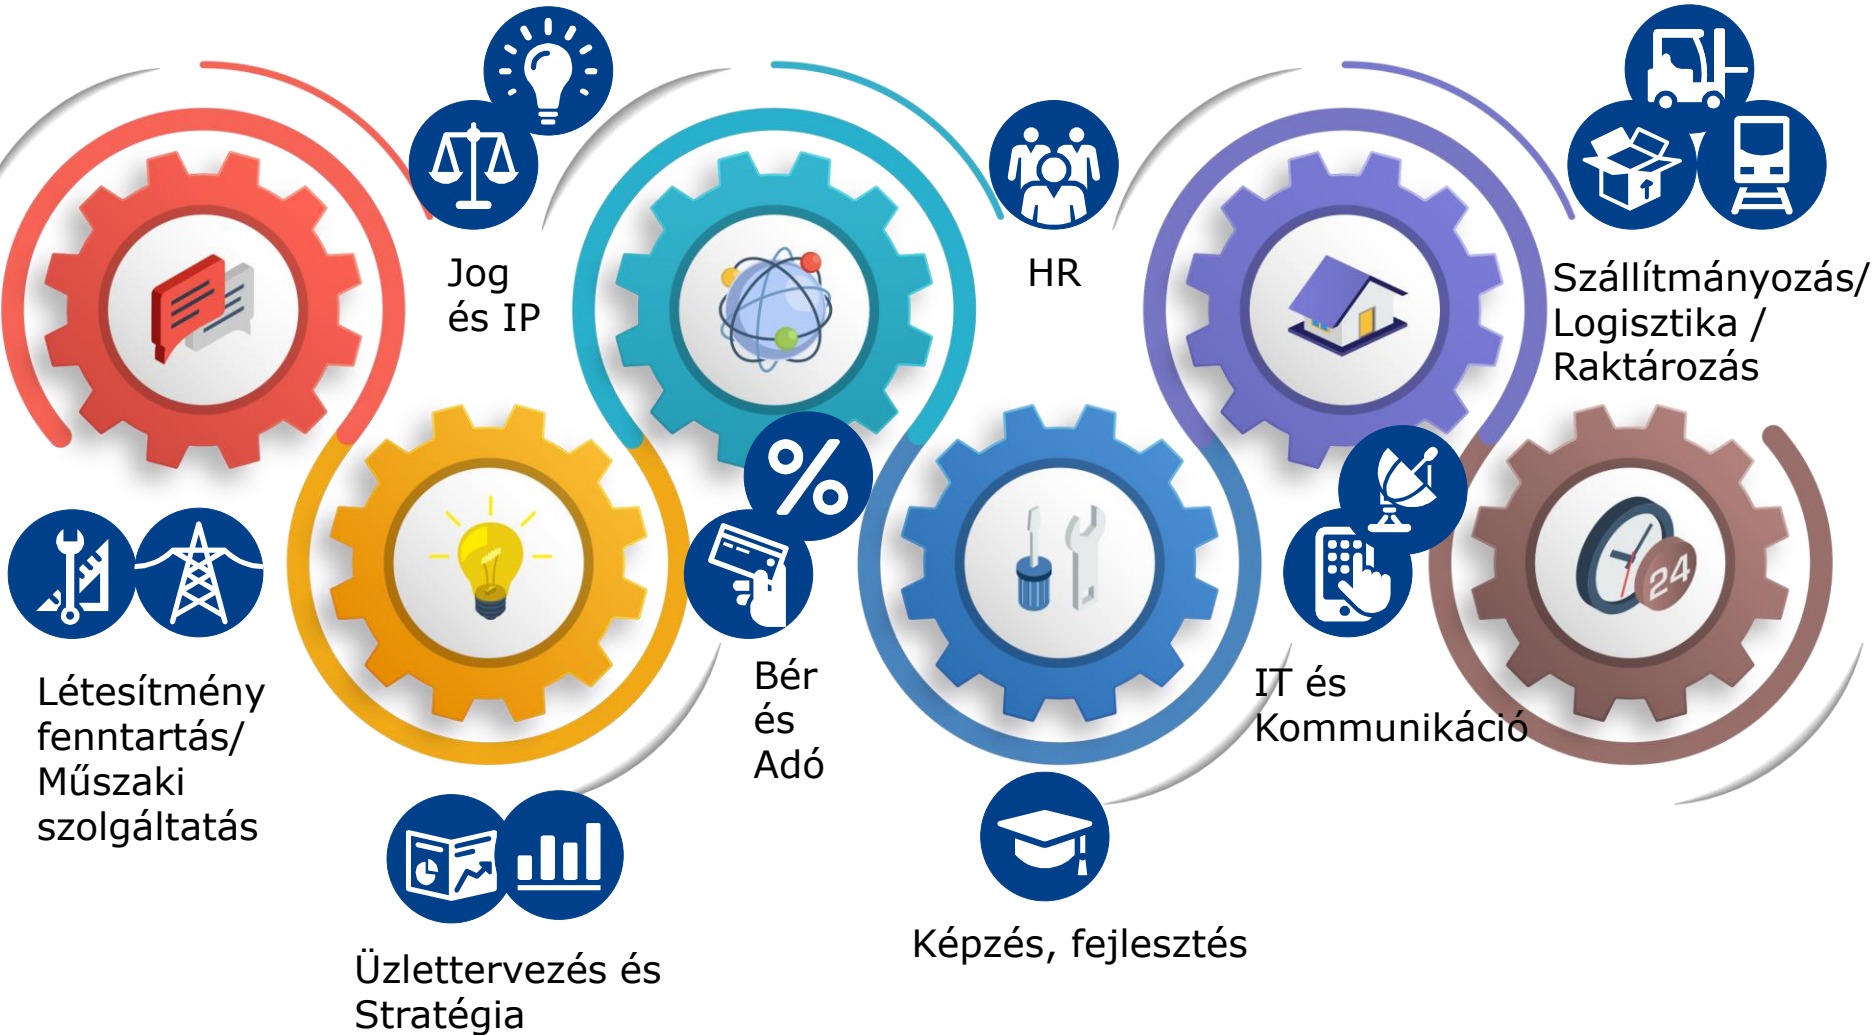 Jog
és IP
HR
Szállítmányozás/
Logisztika /
Raktározás
Létesítmény
fenntartás/
Műszaki
szolgáltatás
%
Bér
és
Adó
IT és
Kommunikáció
24
Üzlettervezés és
Stratégia
Képzés, fejlesztés